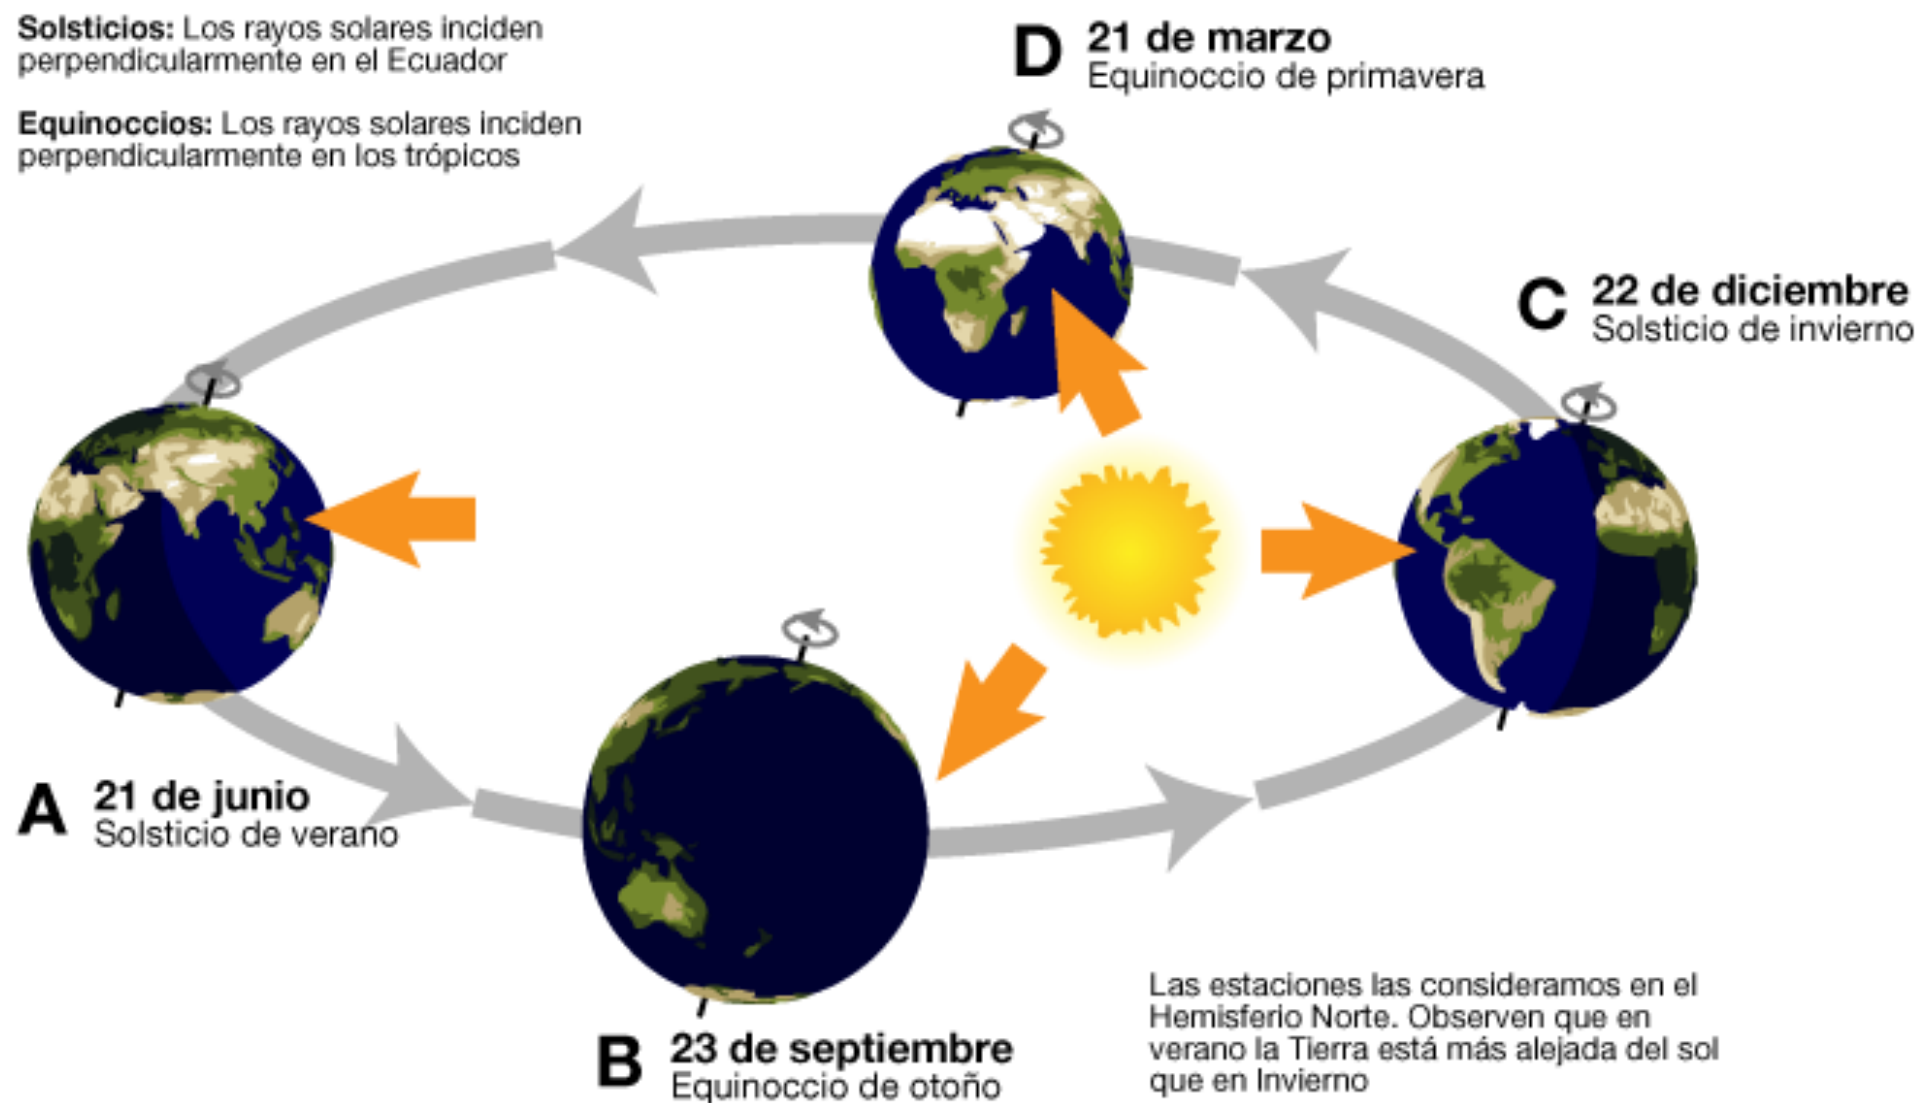 Solsticios: Los rayos solares inciden
perpendicularmente en el Ecuador
Equinoccios: Los rayos solares inciden
perpendicularmente en los trópicos
D 21 de marzo
Equinoccio de primavera
C 22 de diciembre
Solsticio de invierno
A 21 de junio
Solsticio de verano
B 23 de septiembre
Equinoccio de otoño
Las estaciones las consideramos en el
Hemisferio Norte. Observen que en
verano la Tierra está más alejada del sol
que en Invierno